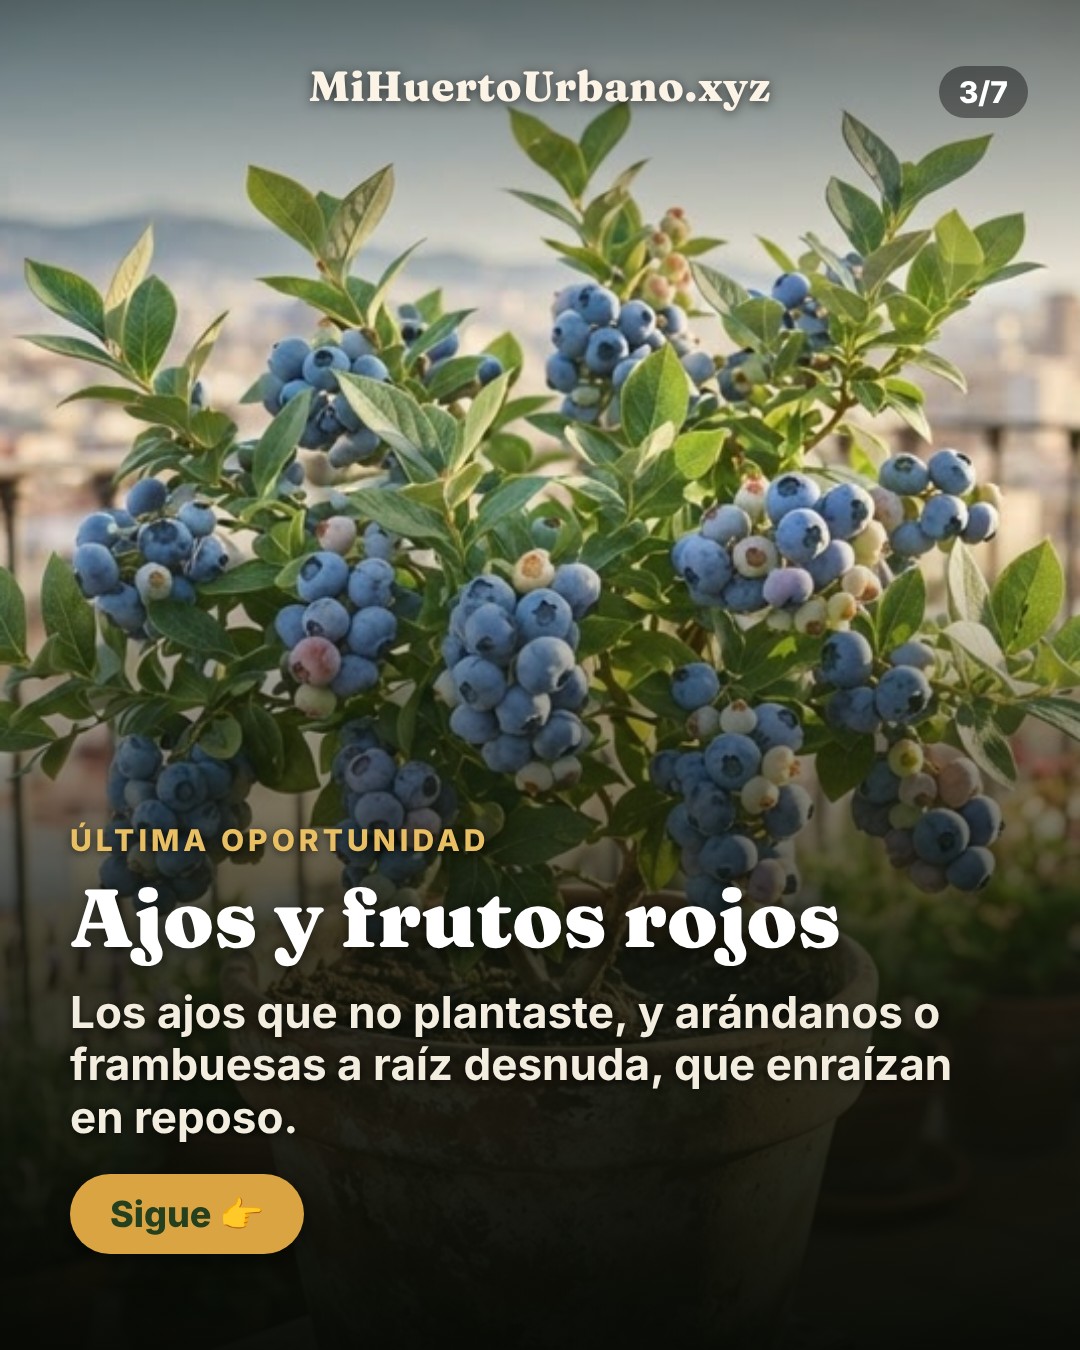 MiHuertoUrbano.xyz
3/7
ÚLTIMA OPORTUNIDAD
Ajos y frutos rojos
Los ajos que no plantaste, y arándanos o
frambuesas a raíz desnuda, que enraízan
en reposo.
Sigue 👉